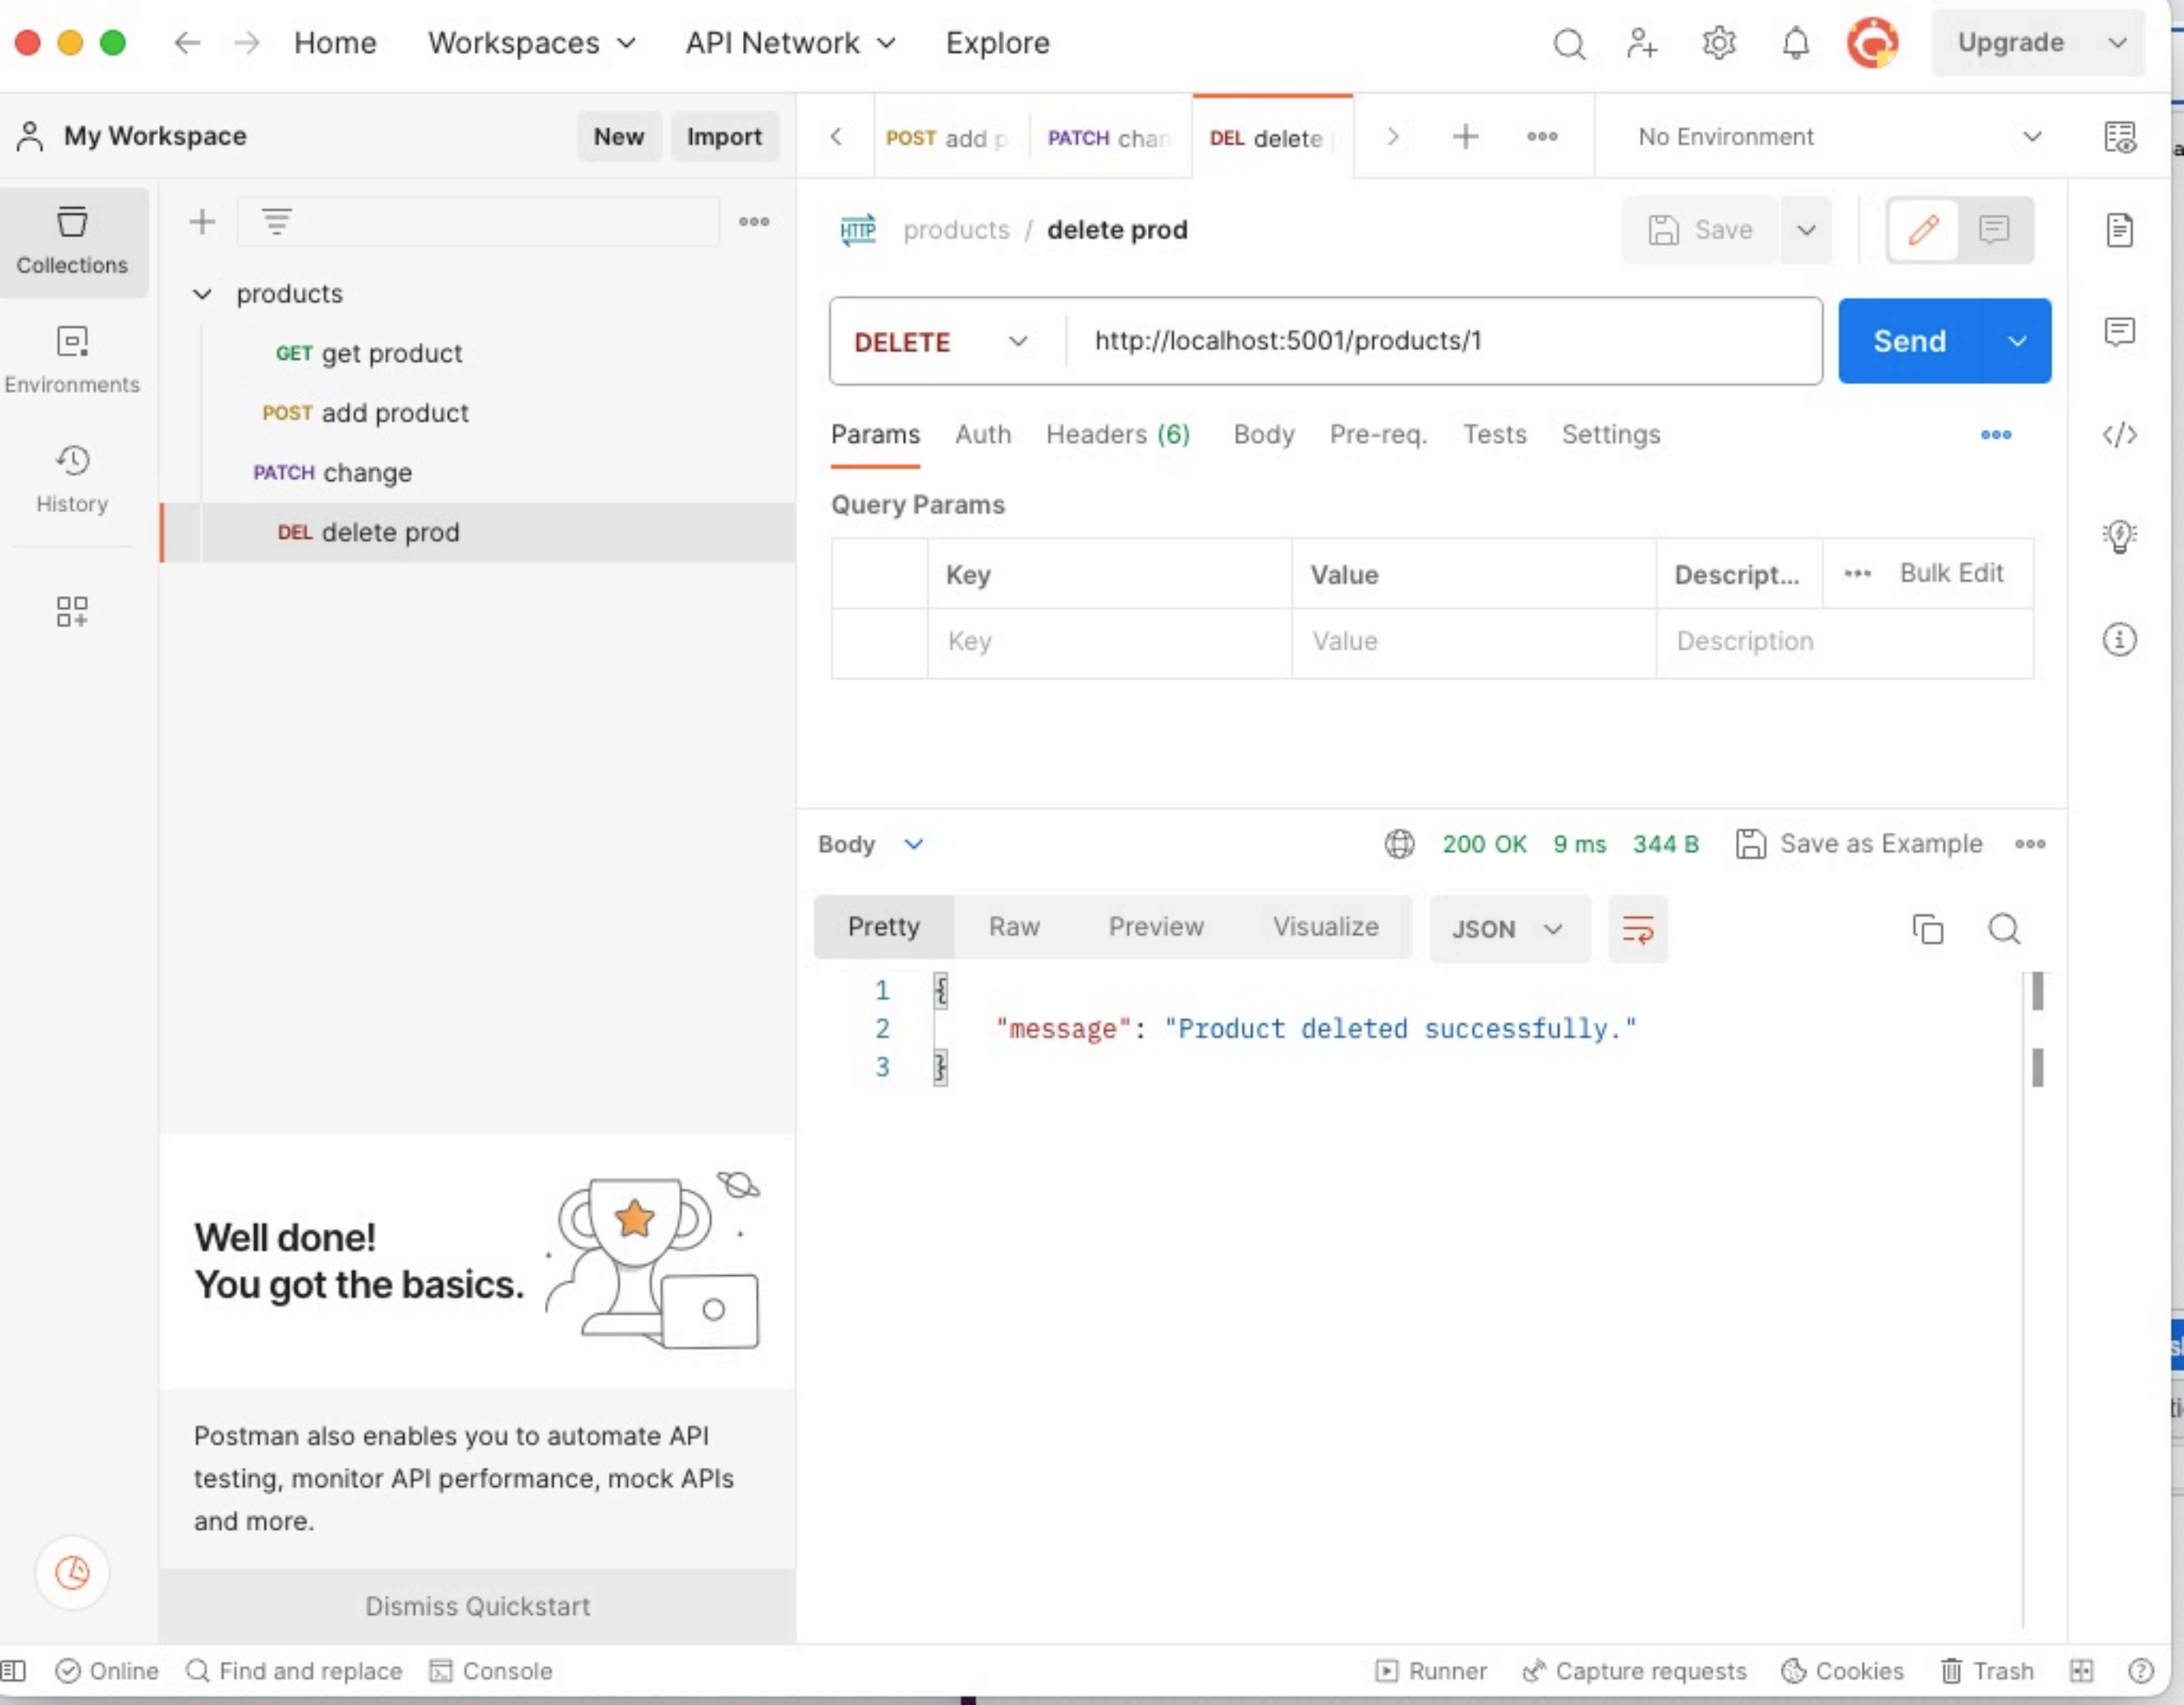 Home Workspaces API Network Explore Upgrade
My Workspace New Import
POST add p PATCH chan DEL delete No Environment
Collections
Environments
History
products
GET get product
POST add product
PATCH change
DEL delete prod
HTTP products / delete prod Save
DELETE http://localhost:5001/products/1 Send
Params Auth Headers (6) Body Pre-req. Tests Settings
Query Params
Key Value Descript... Bulk Edit
Key Value Description
Body 200 OK 9 ms 344 B Save as Example
Pretty Raw Preview Visualize JSON
1 {
2 "message": "Product deleted successfully."
3 }
Well done!
You got the basics.
Postman also enables you to automate API
testing, monitor API performance, mock APIs
and more.
Dismiss Quickstart
Online Find and replace Console Runner Capture requests Cookies Trash